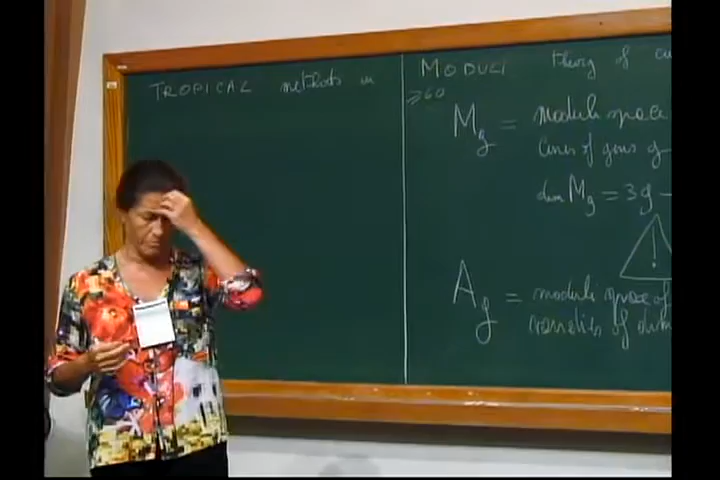 TROPICAL methods in
MODULI theory of cu
≥60
M_g = moduli space
curves of genus g
dim M_g = 3g -
!
A_g = moduli space of
varieties of dim